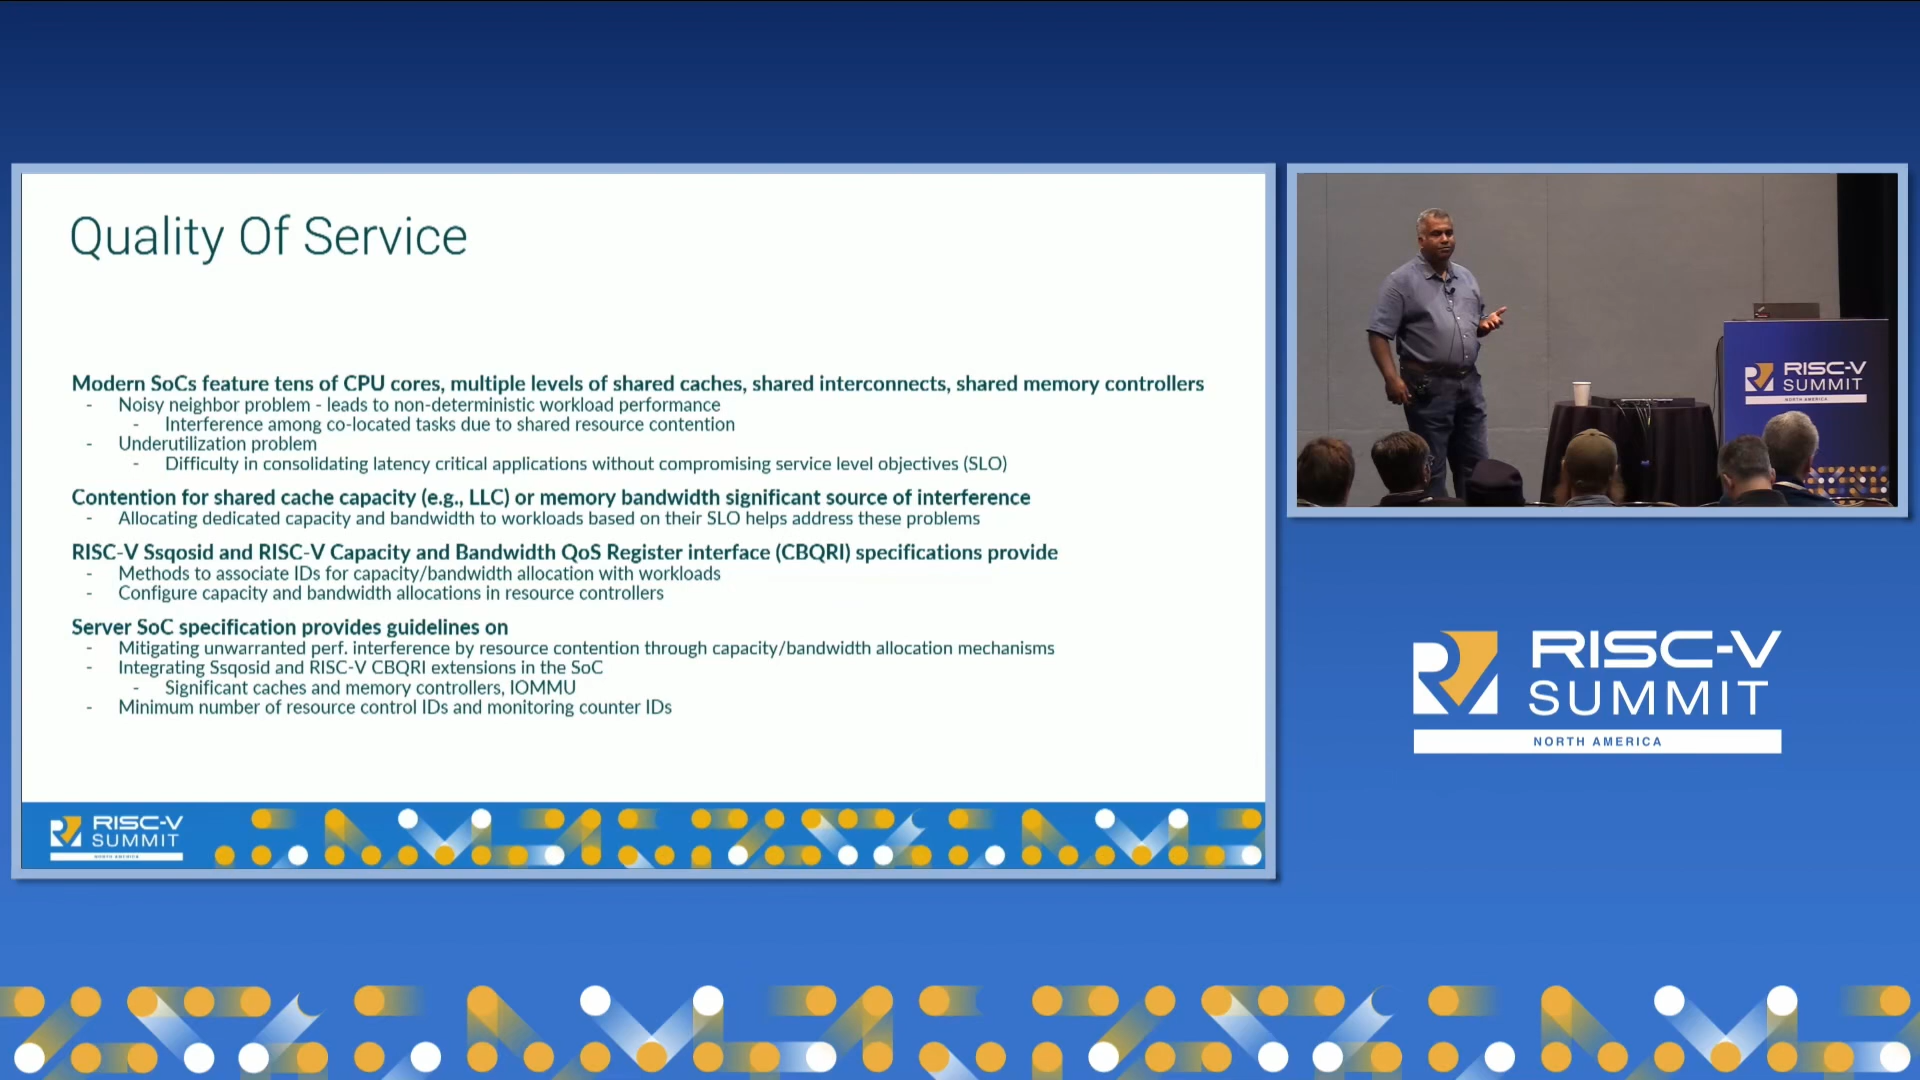 Quality Of Service
Modern SoCs feature tens of CPU cores, multiple levels of shared caches, shared interconnects, shared memory controllers
- Noisy neighbor problem - leads to non-deterministic workload performance
- Interference among co-located tasks due to shared resource contention
- Underutilization problem
- Difficulty in consolidating latency critical applications without compromising service level objectives (SLO)
Contention for shared cache capacity (e.g., LLC) or memory bandwidth significant source of interference
- Allocating dedicated capacity and bandwidth to workloads based on their SLO helps address these problems
RISC-V Ssqosid and RISC-V Capacity and Bandwidth QoS Register interface (CBQRI) specifications provide
- Methods to associate IDs for capacity/bandwidth allocation with workloads
- Configure capacity and bandwidth allocations in resource controllers
Server SoC specification provides guidelines on
- Mitigating unwarranted perf. interference by resource contention through capacity/bandwidth allocation mechanisms
- Integrating Ssqosid and RISC-V CBQRI extensions in the SoC
- Significant caches and memory controllers, IOMMU
- Minimum number of resource control IDs and monitoring counter IDs
RISC-V
SUMMIT
NORTH AMERICA
RISC-V
SUMMIT
NORTH AMERICA
RISC-V
SUMMIT
NORTH AMERICA